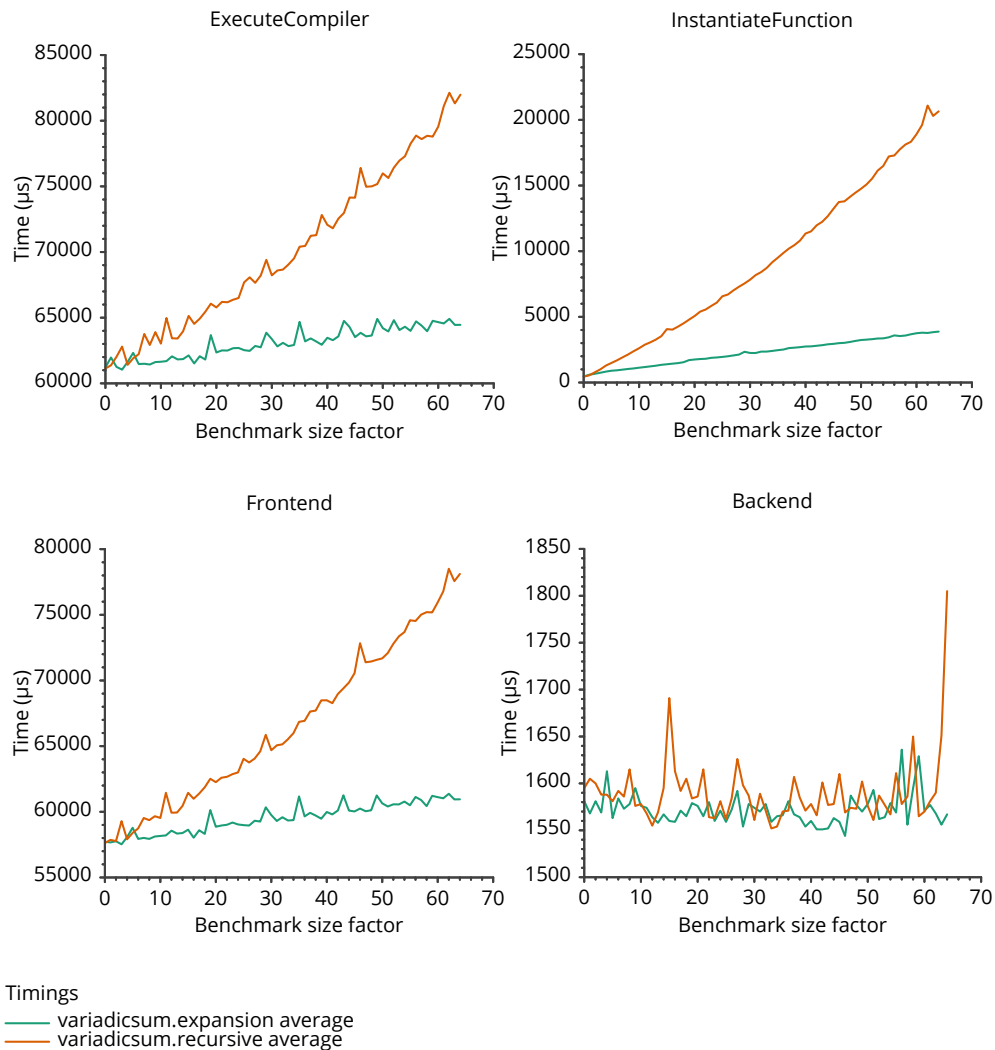 ExecuteCompiler
85000
80000
75000
70000
65000
60000
Time (µs)
0 10 20 30 40 50 60 70
Benchmark size factor
InstantiateFunction
25000
20000
15000
10000
5000
0
Time (µs)
0 10 20 30 40 50 60 70
Benchmark size factor
Frontend
80000
75000
70000
65000
60000
55000
Time (µs)
0 10 20 30 40 50 60 70
Benchmark size factor
Backend
1850
1800
1750
1700
1650
1600
1550
1500
Time (µs)
0 10 20 30 40 50 60 70
Benchmark size factor
Timings
variadicsum.expansion average
variadicsum.recursive average